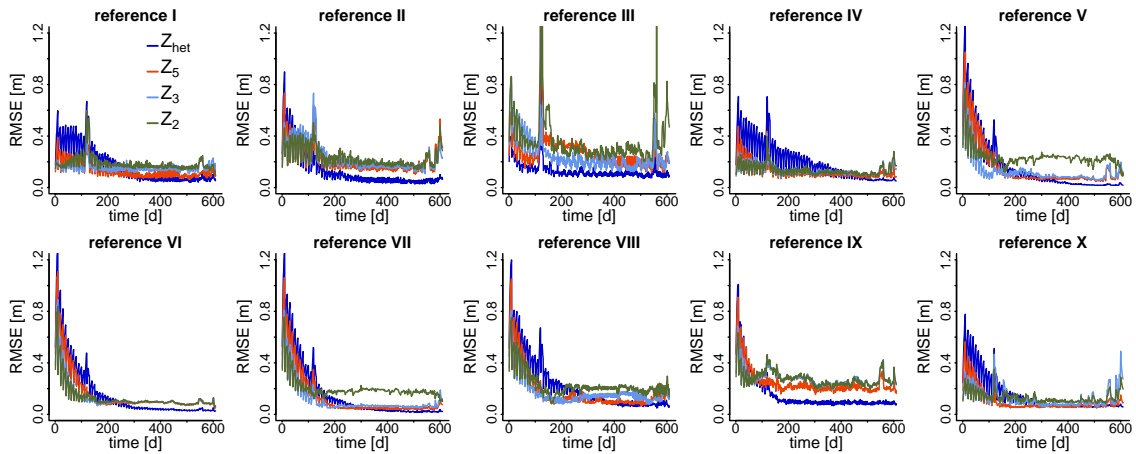 reference I
reference II
reference III
reference IV
reference V
RMSE [m]
0.0 0.4 0.8 1.2
Z_het
Z_5
Z_3
Z_2
0 200 400 600
time [d]
RMSE [m]
0.0 0.4 0.8 1.2
0 200 400 600
time [d]
RMSE [m]
0.0 0.4 0.8 1.2
0 200 400 600
time [d]
RMSE [m]
0.0 0.4 0.8 1.2
0 200 400 600
time [d]
RMSE [m]
0.0 0.4 0.8 1.2
0 200 400 600
time [d]
reference VI
reference VII
reference VIII
reference IX
reference X
RMSE [m]
0.0 0.4 0.8 1.2
0 200 400 600
time [d]
RMSE [m]
0.0 0.4 0.8 1.2
0 200 400 600
time [d]
RMSE [m]
0.0 0.4 0.8 1.2
0 200 400 600
time [d]
RMSE [m]
0.0 0.4 0.8 1.2
0 200 400 600
time [d]
RMSE [m]
0.0 0.4 0.8 1.2
0 200 400 600
time [d]